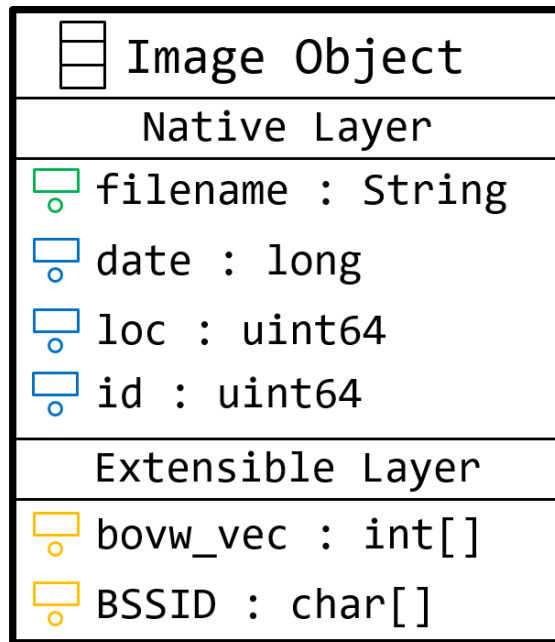 Image Object
Native Layer
filename : String
date : long
loc : uint64
id : uint64
Extensible Layer
bovw_vec : int[]
BSSID : char[]